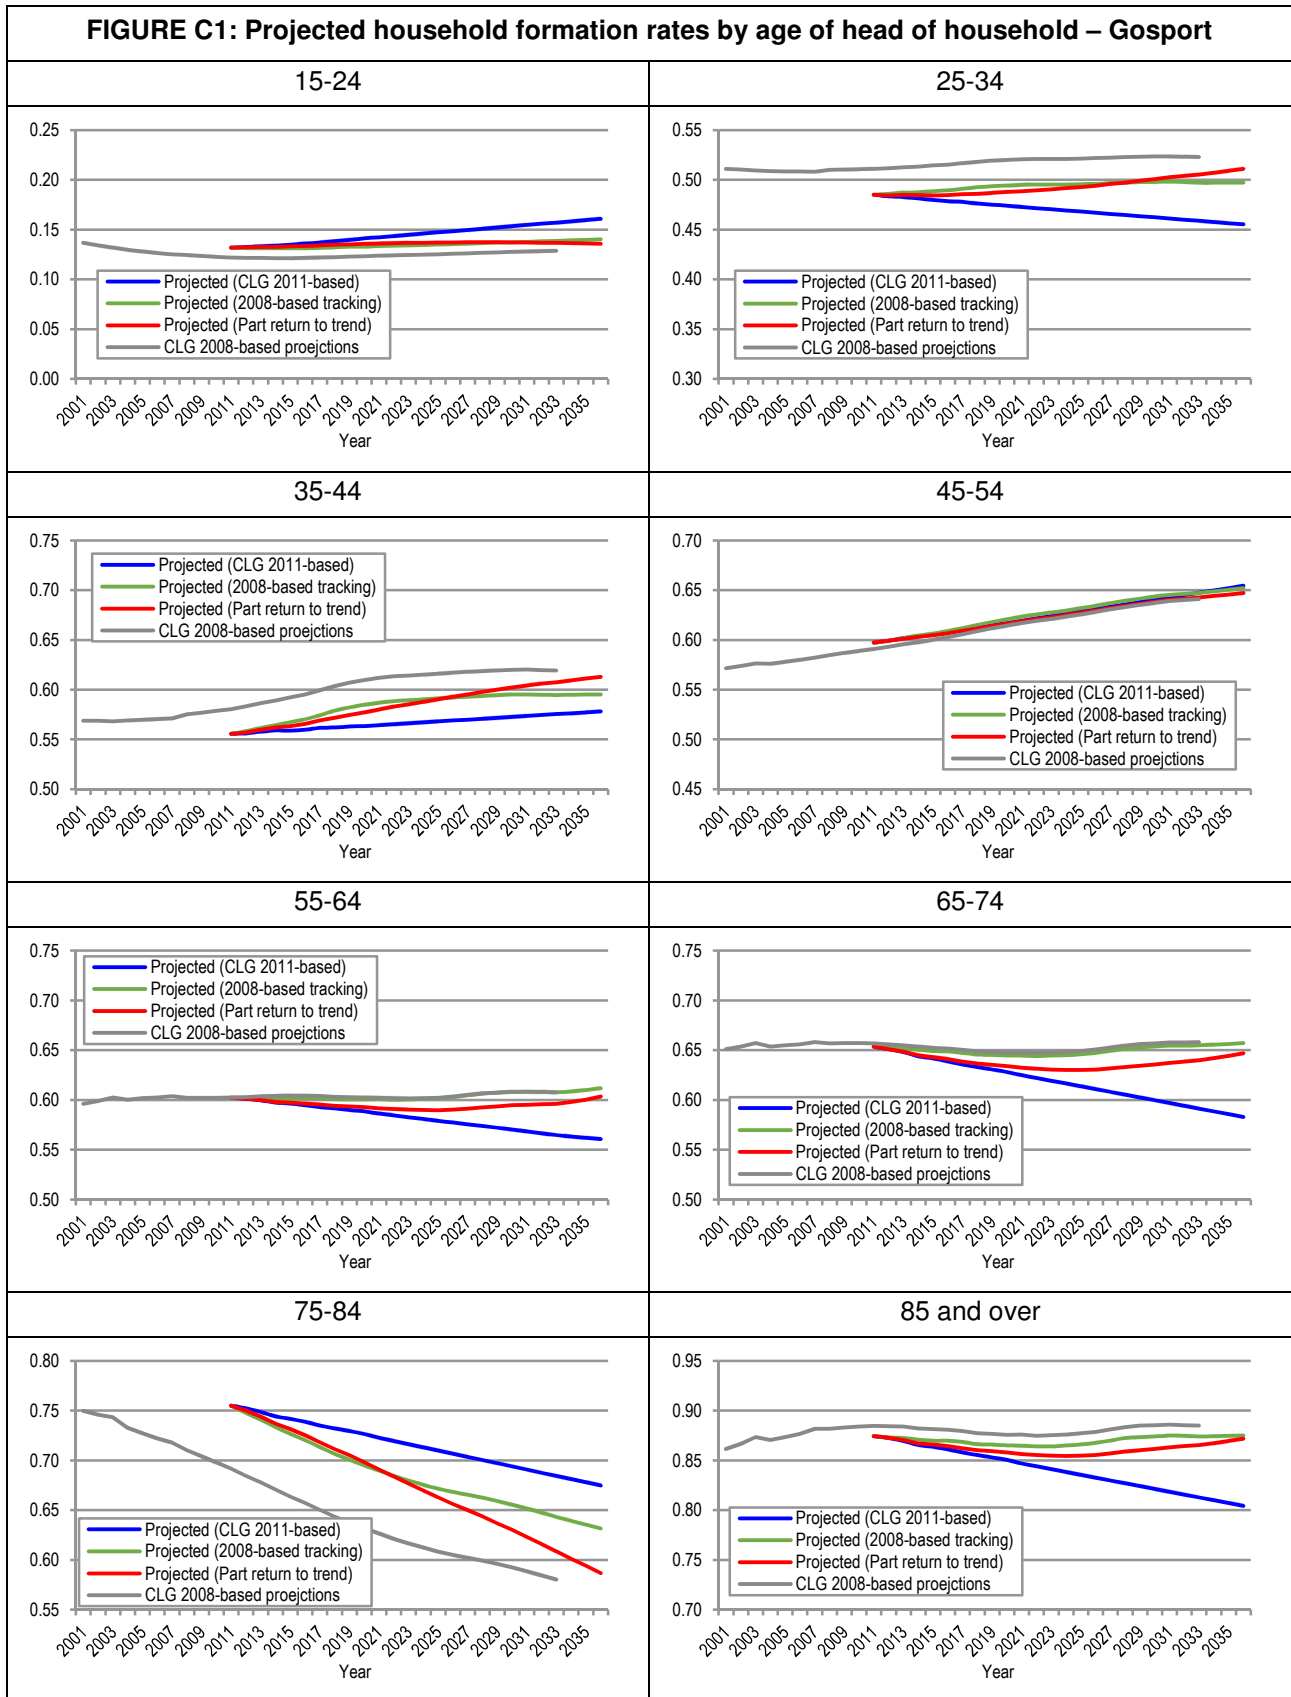 FIGURE C1: Projected household formation rates by age of head of household – Gosport
15-24
25-34
0.25
0.20
0.15
0.10
0.05
0.00
Projected (CLG 2011-based)
Projected (2008-based tracking)
Projected (Part return to trend)
CLG 2008-based proejctions
2001 2003 2005 2007 2009 2011 2013 2015 2017 2019 2021 2023 2025 2027 2029 2031 2033 2035
Year
0.55
0.50
0.45
0.40
0.35
0.30
Projected (CLG 2011-based)
Projected (2008-based tracking)
Projected (Part return to trend)
CLG 2008-based proejctions
2001 2003 2005 2007 2009 2011 2013 2015 2017 2019 2021 2023 2025 2027 2029 2031 2033 2035
Year
35-44
45-54
0.75
0.70
0.65
0.60
0.55
0.50
Projected (CLG 2011-based)
Projected (2008-based tracking)
Projected (Part return to trend)
CLG 2008-based proejctions
2001 2003 2005 2007 2009 2011 2013 2015 2017 2019 2021 2023 2025 2027 2029 2031 2033 2035
Year
0.70
0.65
0.60
0.55
0.50
0.45
Projected (CLG 2011-based)
Projected (2008-based tracking)
Projected (Part return to trend)
CLG 2008-based proejctions
2001 2003 2005 2007 2009 2011 2013 2015 2017 2019 2021 2023 2025 2027 2029 2031 2033 2035
Year
55-64
65-74
0.75
0.70
0.65
0.60
0.55
0.50
Projected (CLG 2011-based)
Projected (2008-based tracking)
Projected (Part return to trend)
CLG 2008-based proejctions
2001 2003 2005 2007 2009 2011 2013 2015 2017 2019 2021 2023 2025 2027 2029 2031 2033 2035
Year
0.75
0.70
0.65
0.60
0.55
0.50
Projected (CLG 2011-based)
Projected (2008-based tracking)
Projected (Part return to trend)
CLG 2008-based proejctions
2001 2003 2005 2007 2009 2011 2013 2015 2017 2019 2021 2023 2025 2027 2029 2031 2033 2035
Year
75-84
85 and over
0.80
0.75
0.70
0.65
0.60
0.55
Projected (CLG 2011-based)
Projected (2008-based tracking)
Projected (Part return to trend)
CLG 2008-based proejctions
2001 2003 2005 2007 2009 2011 2013 2015 2017 2019 2021 2023 2025 2027 2029 2031 2033 2035
Year
0.95
0.90
0.85
0.80
0.75
0.70
Projected (CLG 2011-based)
Projected (2008-based tracking)
Projected (Part return to trend)
CLG 2008-based proejctions
2001 2003 2005 2007 2009 2011 2013 2015 2017 2019 2021 2023 2025 2027 2029 2031 2033 2035
Year